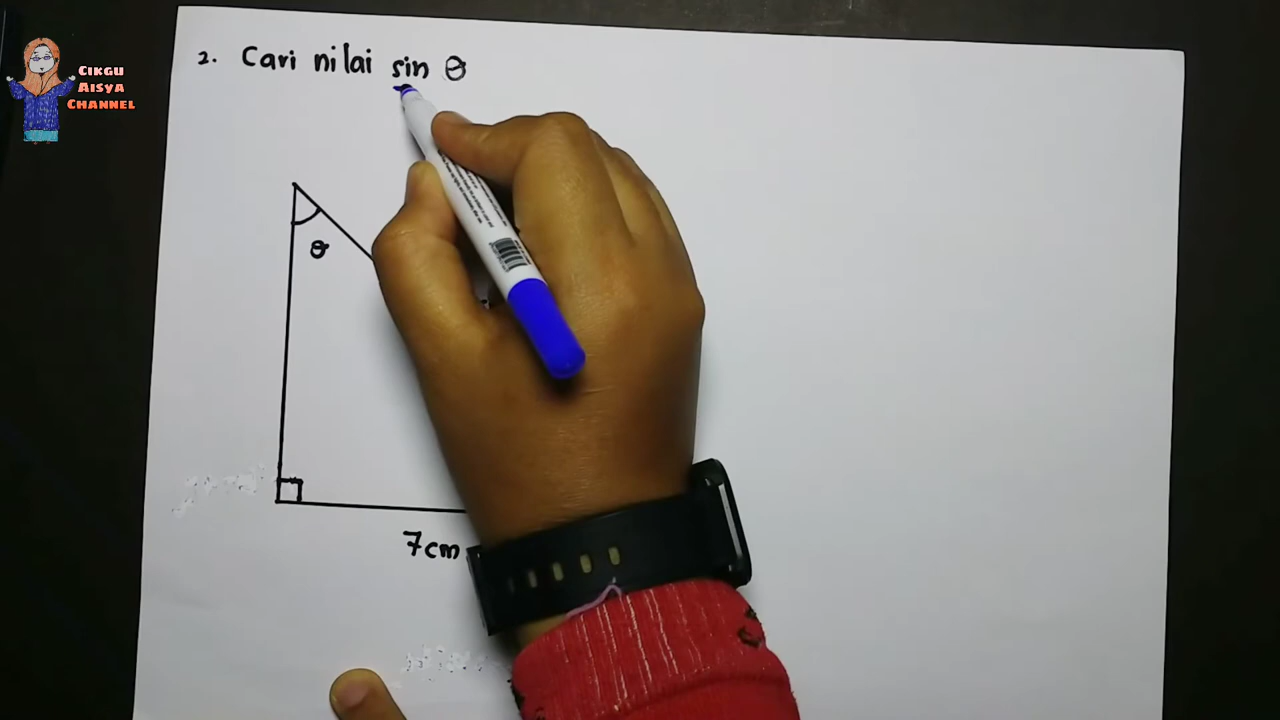 CIKGU
AISYA
CHANNEL
2. Cari nilai sin θ
θ
7cm